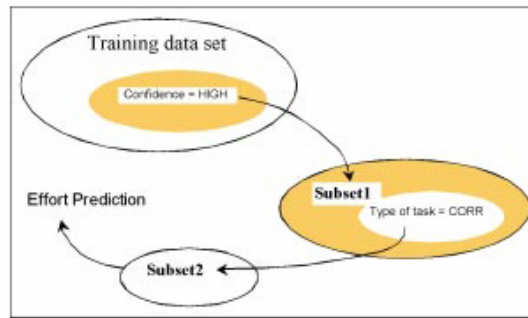 Training data set
Confidence = HIGH
Subset1
Type of task = CORR
Effort Prediction
Subset2